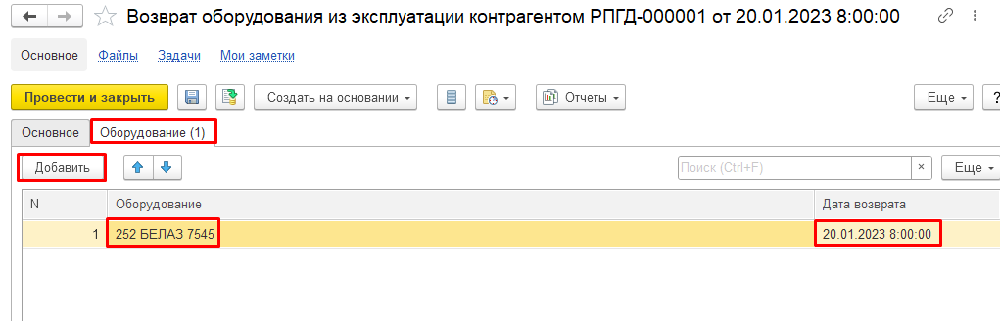 Возврат оборудования из эксплуатации контрагентом РПГД-000001 от 20.01.2023 8:00:00
Основное Файлы Задачи Мои заметки
Провести и закрыть Создать на основании Отчеты Еще ?
Основное Оборудование (1)
Добавить Поиск (Ctrl+F) × Еще
N Оборудование Дата возврата
1 252 БЕЛАЗ 7545 20.01.2023 8:00:00